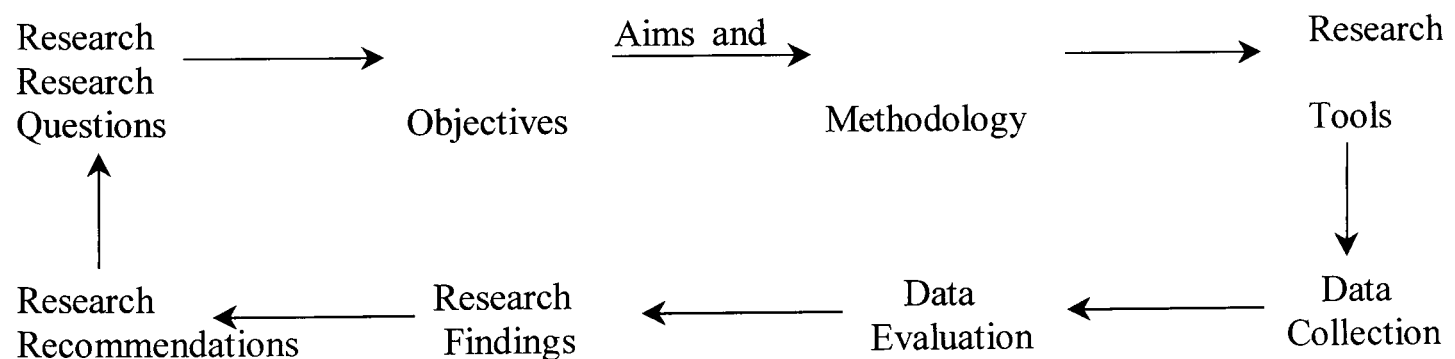 Research
Research
Questions
Objectives
Aims and
Methodology
Research
Tools
Data
Collection
Data
Evaluation
Research
Findings
Research
Recommendations